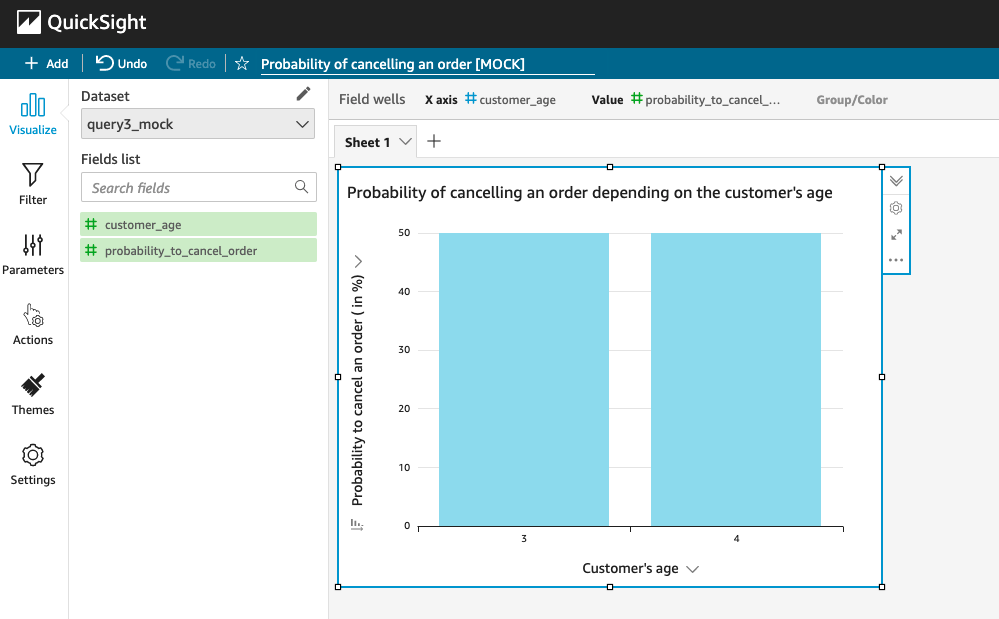 QuickSight
Add Undo Redo Probability of cancelling an order [MOCK]
Visualize
Filter
Parameters
Actions
Themes
Settings
Dataset
query3_mock
Fields list
Search fields
customer_age
probability_to_cancel_order
Field wells X axis customer_age Value probability_to_cancel_... Group/Color
Sheet 1
Probability of cancelling an order depending on the customer's age
Probability to cancel an order ( in %)
50
40
30
20
10
0
3 4
Customer's age